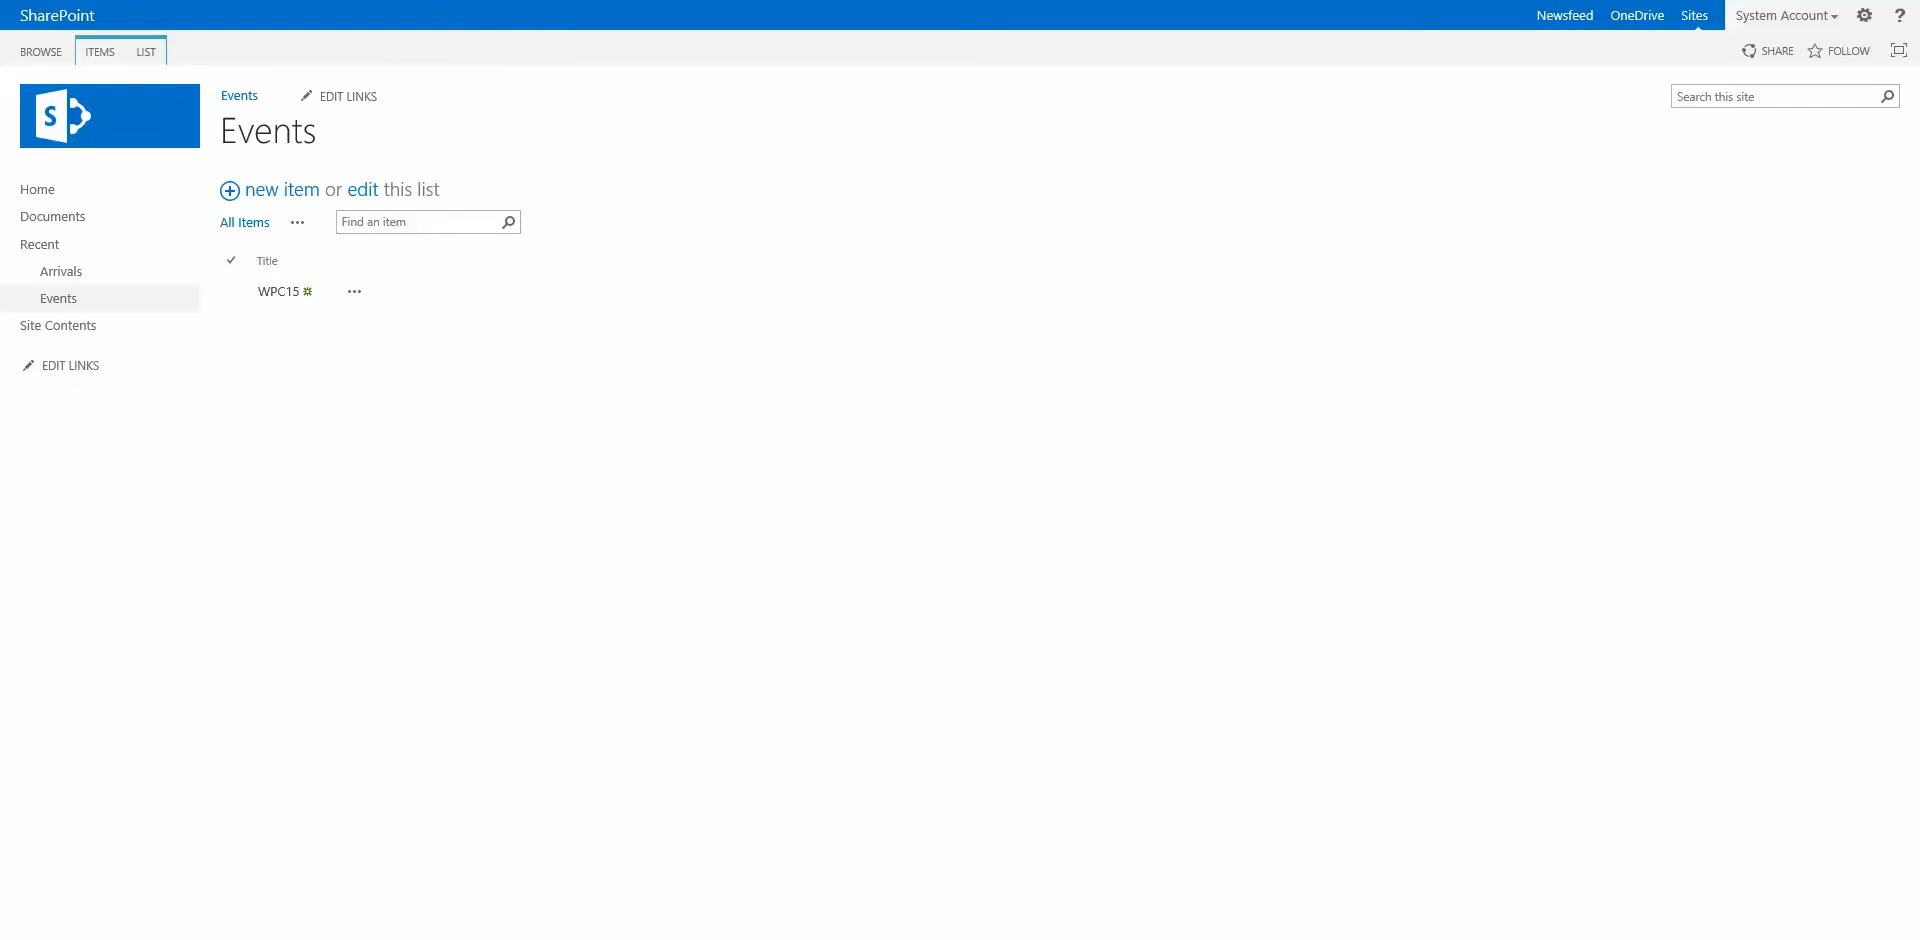 SharePoint
Newsfeed OneDrive Sites System Account ?
BROWSE ITEMS LIST
SHARE FOLLOW
S
Events EDIT LINKS
Search this site
Events
Home
Documents
Recent
Arrivals
Events
Site Contents
EDIT LINKS
new item or edit this list
All Items ... Find an item
Title
WPC15 ...